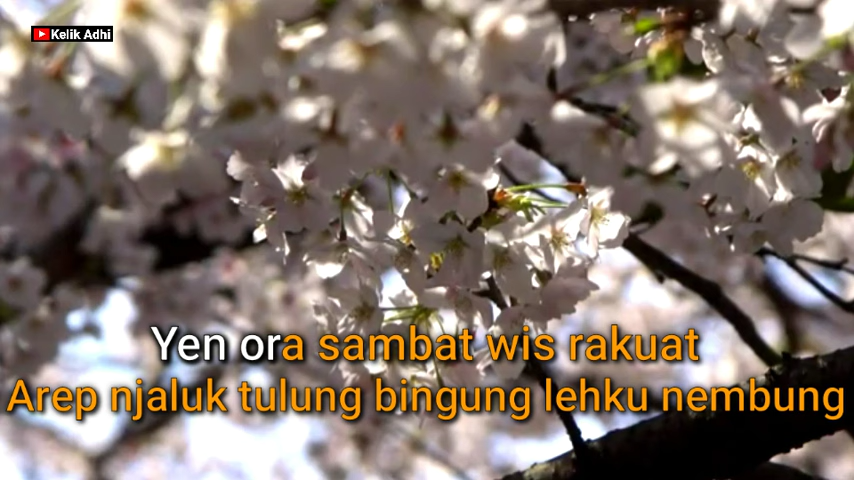 Kelik Adhi
Yen ora sambat wis rakuat
Arep njaluk tulung bingung lehku nembung